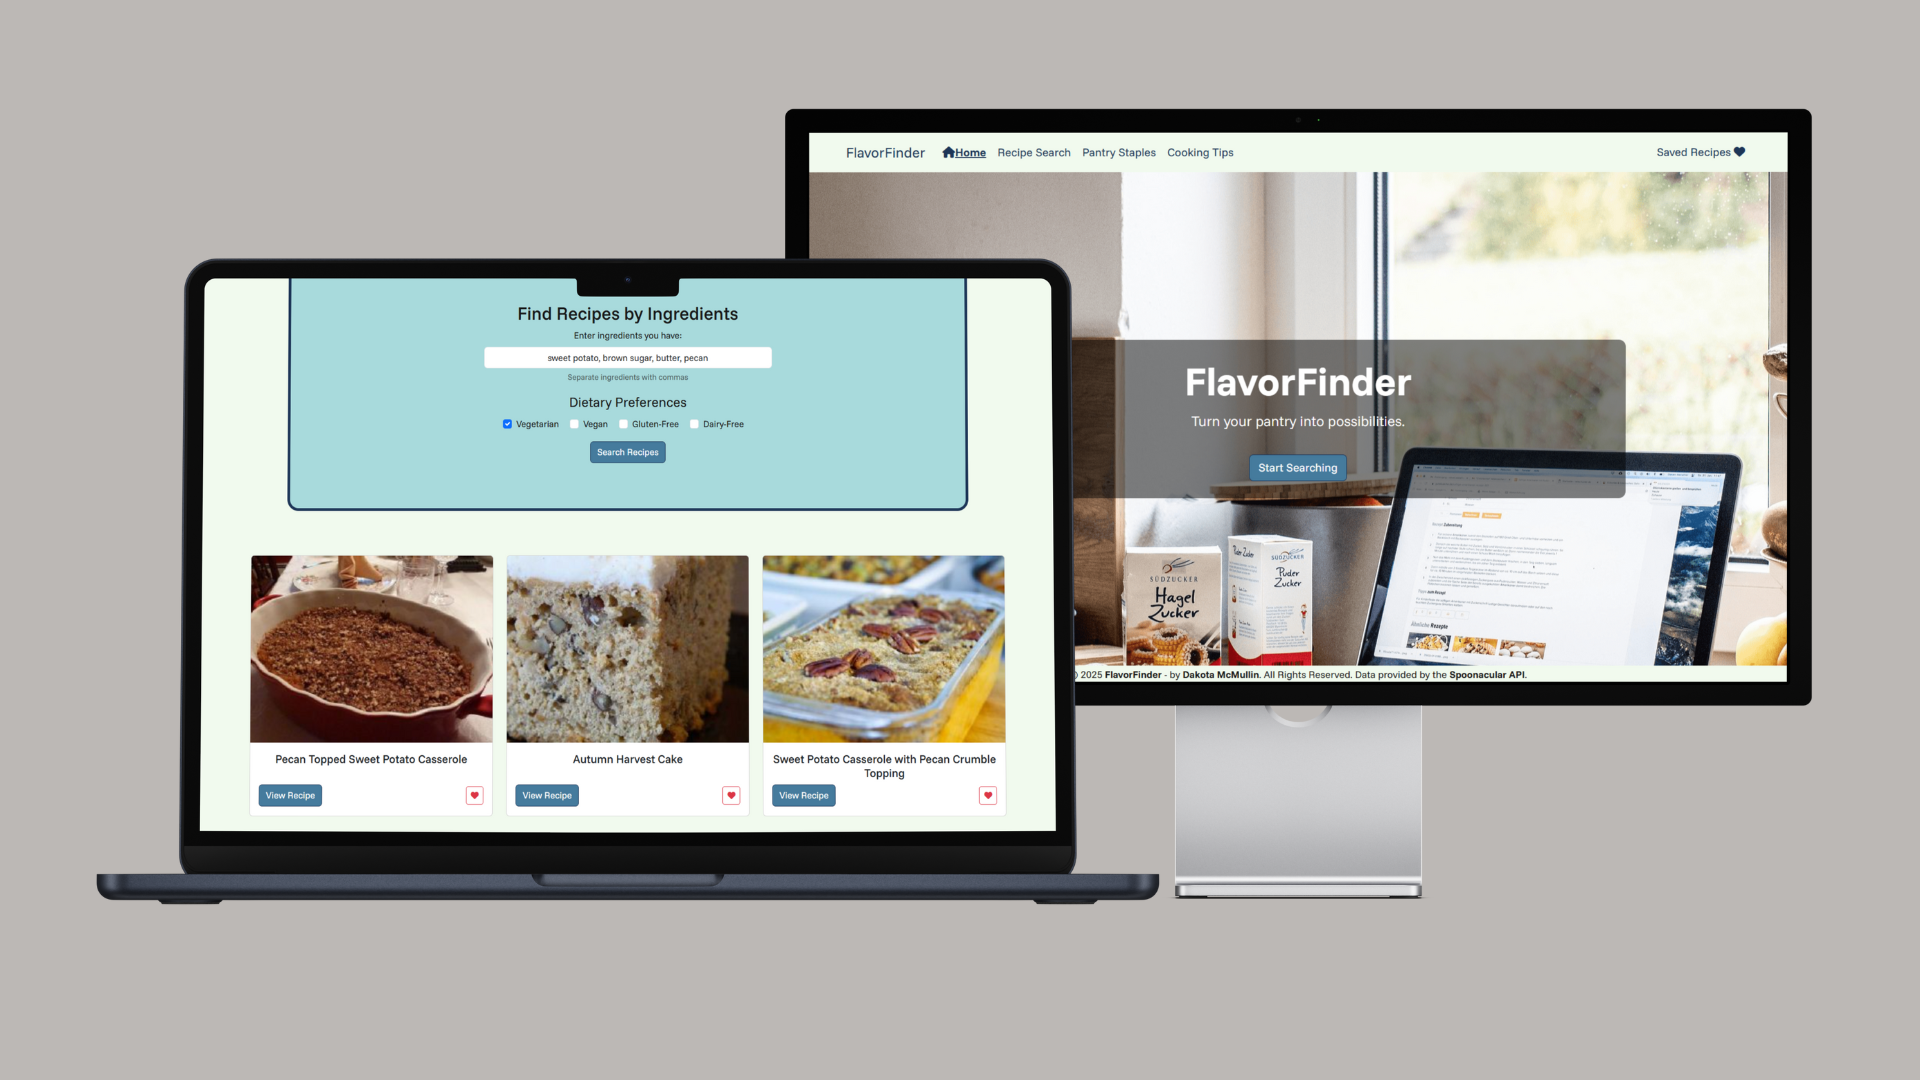 FlavorFinder Home Recipe Search Pantry Staples Cooking Tips Saved Recipes
FlavorFinder
Turn your pantry into possibilities.
Start Searching
SÜDZUCKER
Hagel
Zucker
Puder Zucker
SÜDZUCKER
Puder
Zucker
Ähnliche Rezepte
2025 FlavorFinder - by Dakota McMullin. All Rights Reserved. Data provided by the Spoonacular API.
Find Recipes by Ingredients
Enter ingredients you have:
sweet potato, brown sugar, butter, pecan
Separate ingredients with commas
Dietary Preferences
Vegetarian Vegan Gluten-Free Dairy-Free
Search Recipes
Pecan Topped Sweet Potato Casserole
View Recipe
Autumn Harvest Cake
View Recipe
Sweet Potato Casserole with Pecan Crumble
Topping
View Recipe